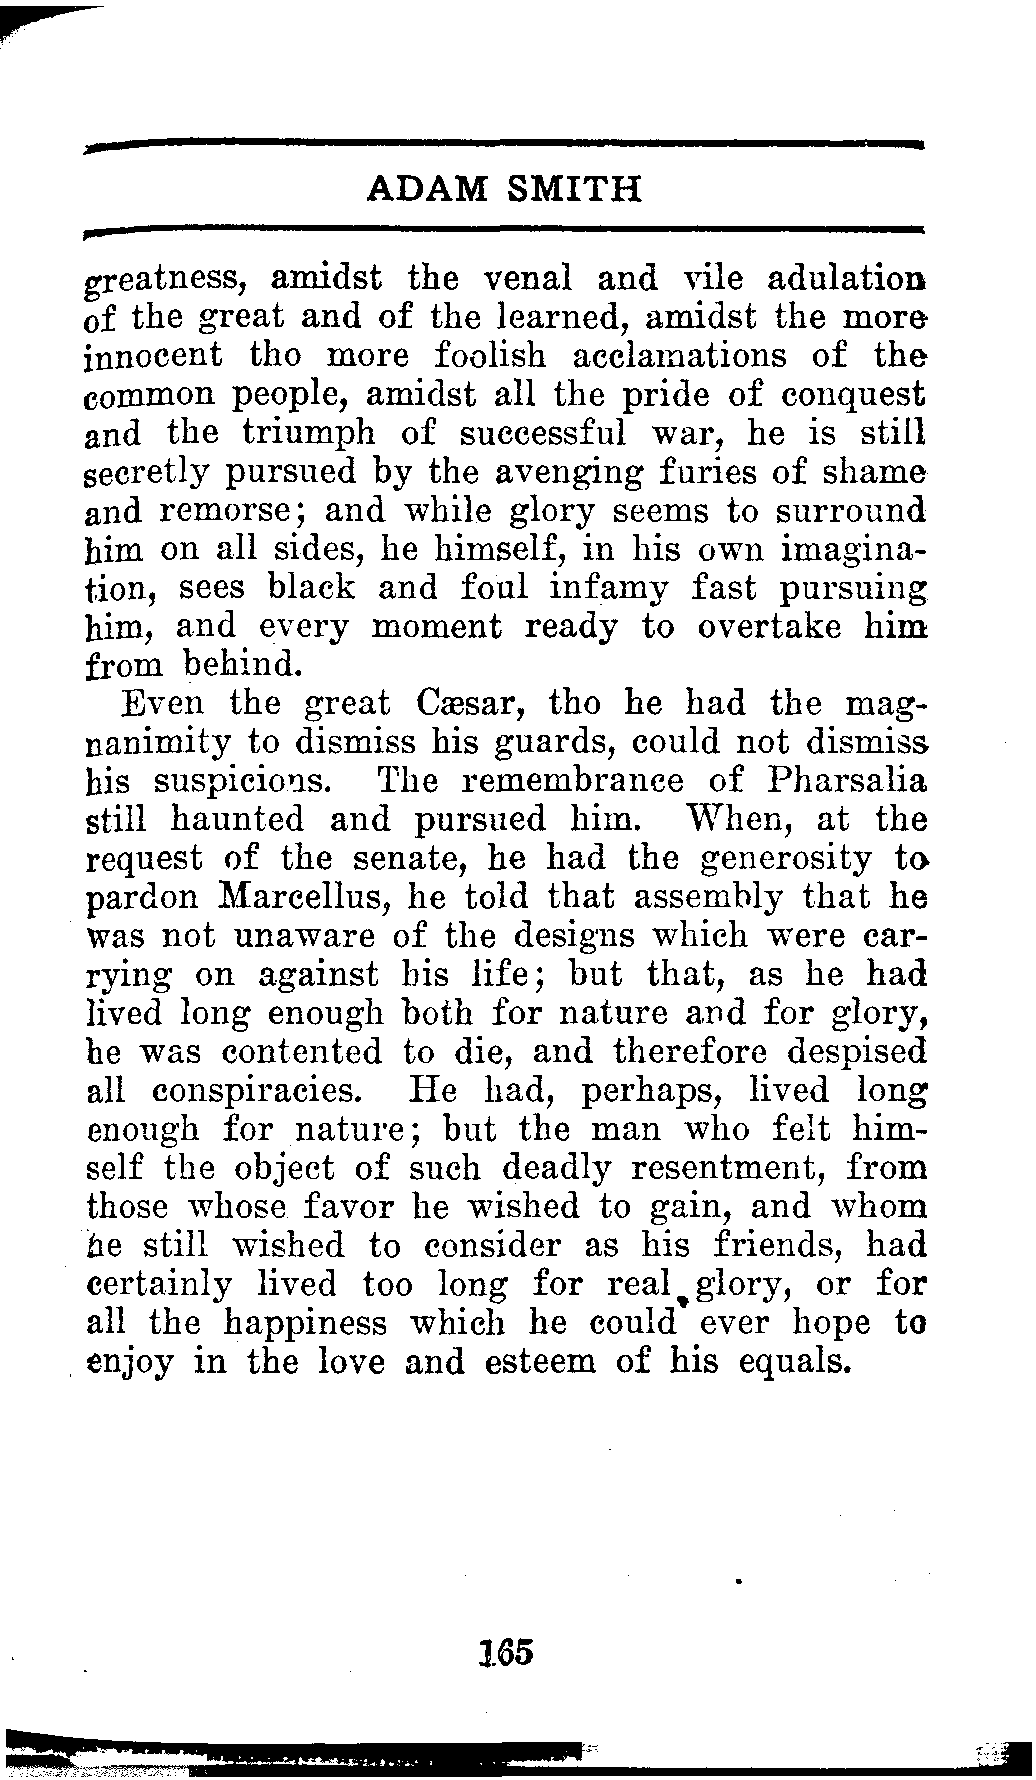 ADAM SMITH
greatness, amidst the venal and vile adulation
of the great and of the learned, amidst the more
innocent tho more foolish acclamations of the
common people, amidst all the pride of conquest
and the triumph of successful war, he is still
secretly pursued by the avenging furies of shame
and remorse; and while glory seems to surround
him on all sides, he himself, in his own imagina-
tion, sees black and foul infamy fast pursuing
him, and every moment ready to overtake him
from behind.
Even the great Cæsar, tho he had the mag-
nanimity to dismiss his guards, could not dismiss
his suspicions. The remembrance of Pharsalia
still haunted and pursued him. When, at the
request of the senate, he had the generosity to
pardon Marcellus, he told that assembly that he
was not unaware of the designs which were car-
rying on against his life; but that, as he had
lived long enough both for nature and for glory,
he was contented to die, and therefore despised
all conspiracies. He had, perhaps, lived long
enough for nature; but the man who felt him-
self the object of such deadly resentment, from
those whose favor he wished to gain, and whom
he still wished to consider as his friends, had
certainly lived too long for real glory, or for
all the happiness which he could ever hope to
enjoy in the love and esteem of his equals.
165